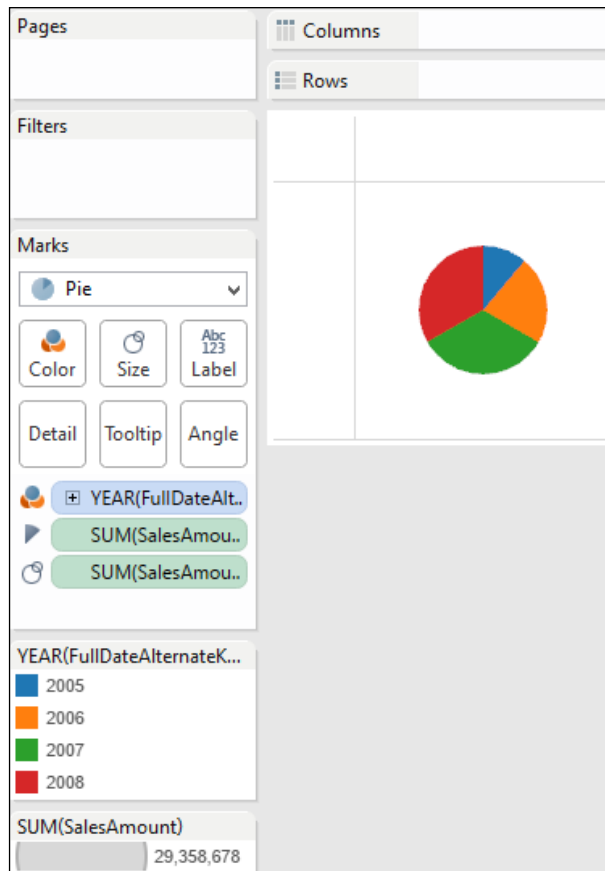 Pages
Columns
Rows
Filters
Marks
Pie
Color
Size
Abc
123
Label
Detail
Tooltip
Angle
YEAR(FullDateAlt..
SUM(SalesAmou..
SUM(SalesAmou..
YEAR(FullDateAlternateK...
2005
2006
2007
2008
SUM(SalesAmount)
29,358,678